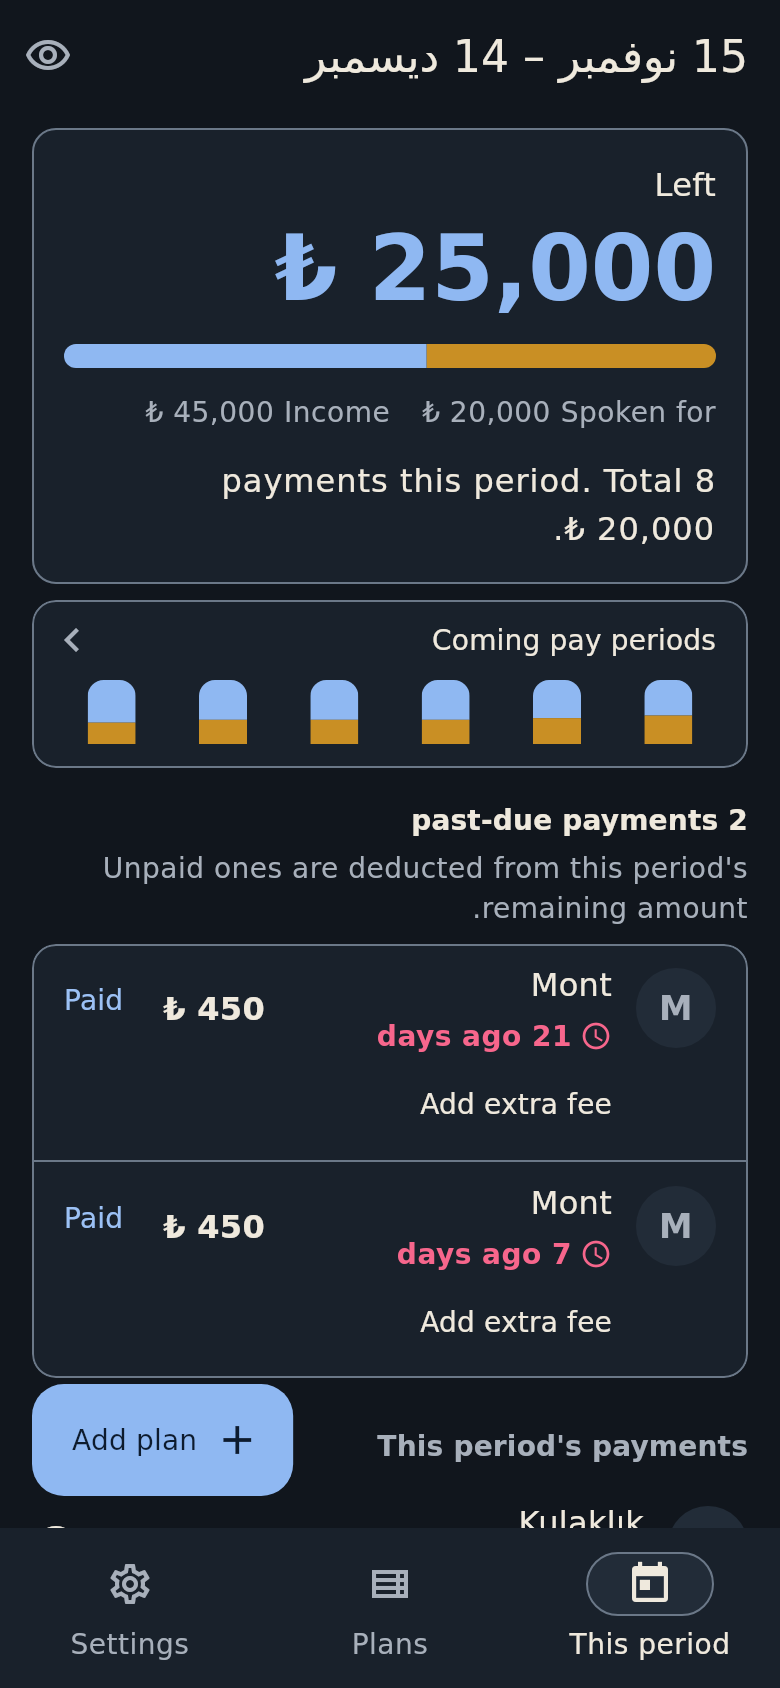 15 نوفمبر – 14 ديسمبر
Left
₺ 25,000
₺ 45,000 Income ₺ 20,000 Spoken for
payments this period. Total 8
.₺ 20,000
Coming pay periods
past-due payments 2
Unpaid ones are deducted from this period's
.remaining amount
M
Mont
₺ 450
Paid
days ago 21
Add extra fee
M
Mont
₺ 450
Paid
days ago 7
Add extra fee
This period's payments
Add plan
Kulaklık
This period
Plans
Settings